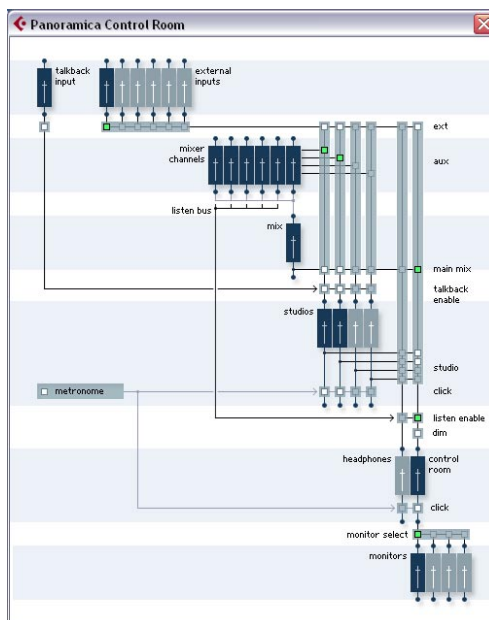 Panoramica Control Room
talkback
input
external
inputs
ext
mixer
channels
aux
listen bus
mix
main mix
talkback
enable
studios
studio
metronome
click
listen enable
dim
headphones
control
room
click
monitor select
monitors